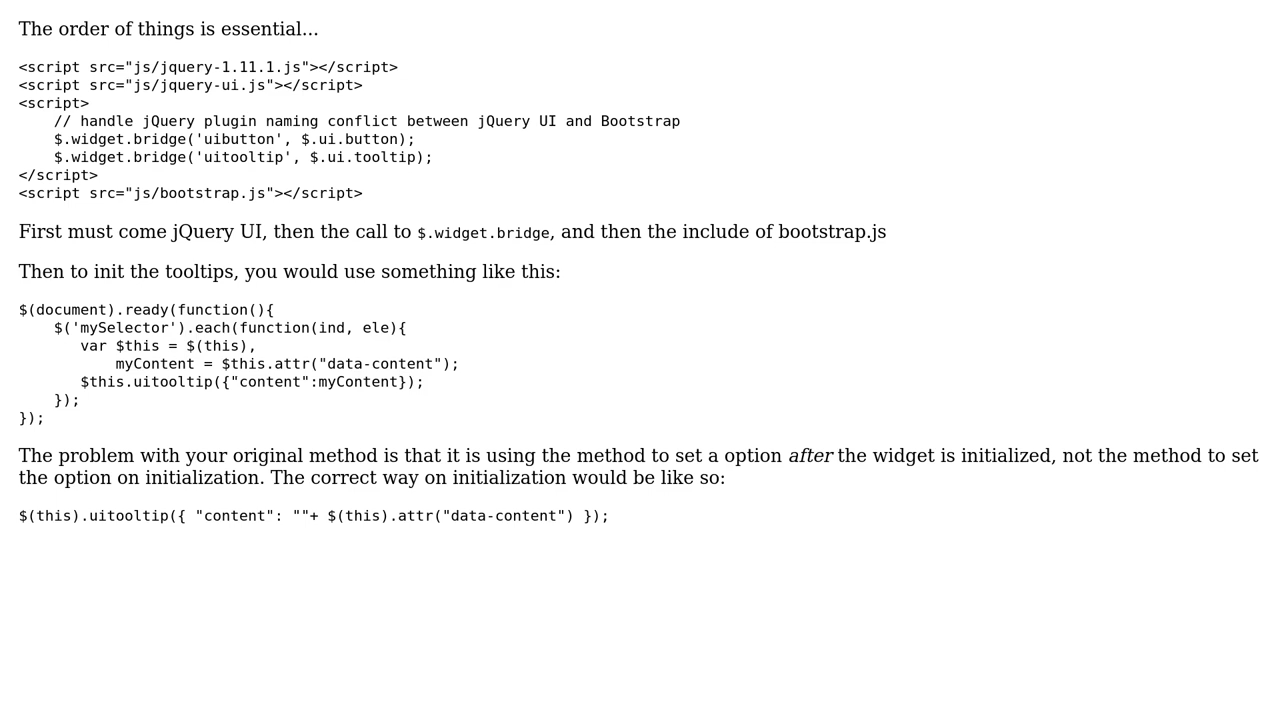 The order of things is essential...
<script src="js/jquery-1.11.1.js"></script>
<script src="js/jquery-ui.js"></script>
<script>
    // handle jQuery plugin naming conflict between jQuery UI and Bootstrap
    $.widget.bridge('uibutton', $.ui.button);
    $.widget.bridge('uitooltip', $.ui.tooltip);
</script>
<script src="js/bootstrap.js"></script>
First must come jQuery UI, then the call to $.widget.bridge, and then the include of bootstrap.js
Then to init the tooltips, you would use something like this:
$(document).ready(function(){
    $('mySelector').each(function(ind, ele){
       var $this = $(this),
           myContent = $this.attr("data-content");
       $this.uitooltip({"content":myContent});
    });
});
The problem with your original method is that it is using the method to set a option after the widget is initialized, not the method to set
the option on initialization. The correct way on initialization would be like so:
$(this).uitooltip({ "content": ""+ $(this).attr("data-content") });